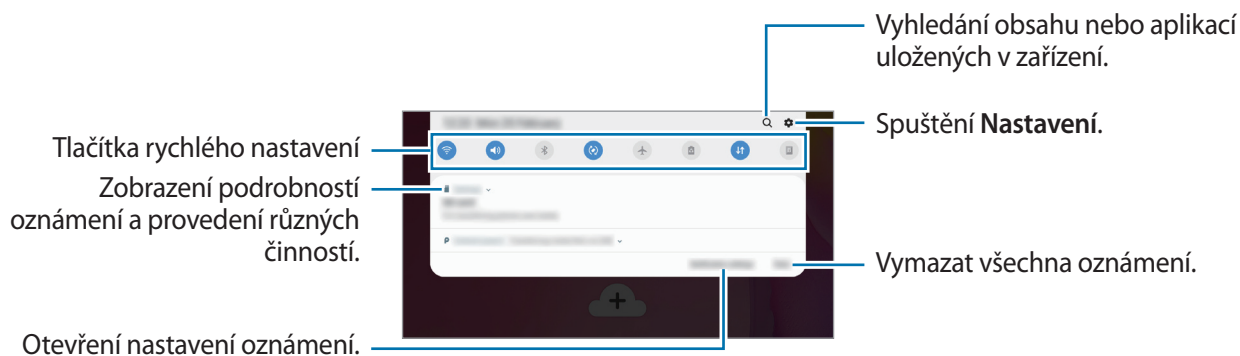 Vyhledání obsahu nebo aplikací
uložených v zařízení.
Spuštění Nastavení.
Tlačítka rychlého nastavení
Zobrazení podrobností
oznámení a provedení různých
činností.
Vymazat všechna oznámení.
Otevření nastavení oznámení.